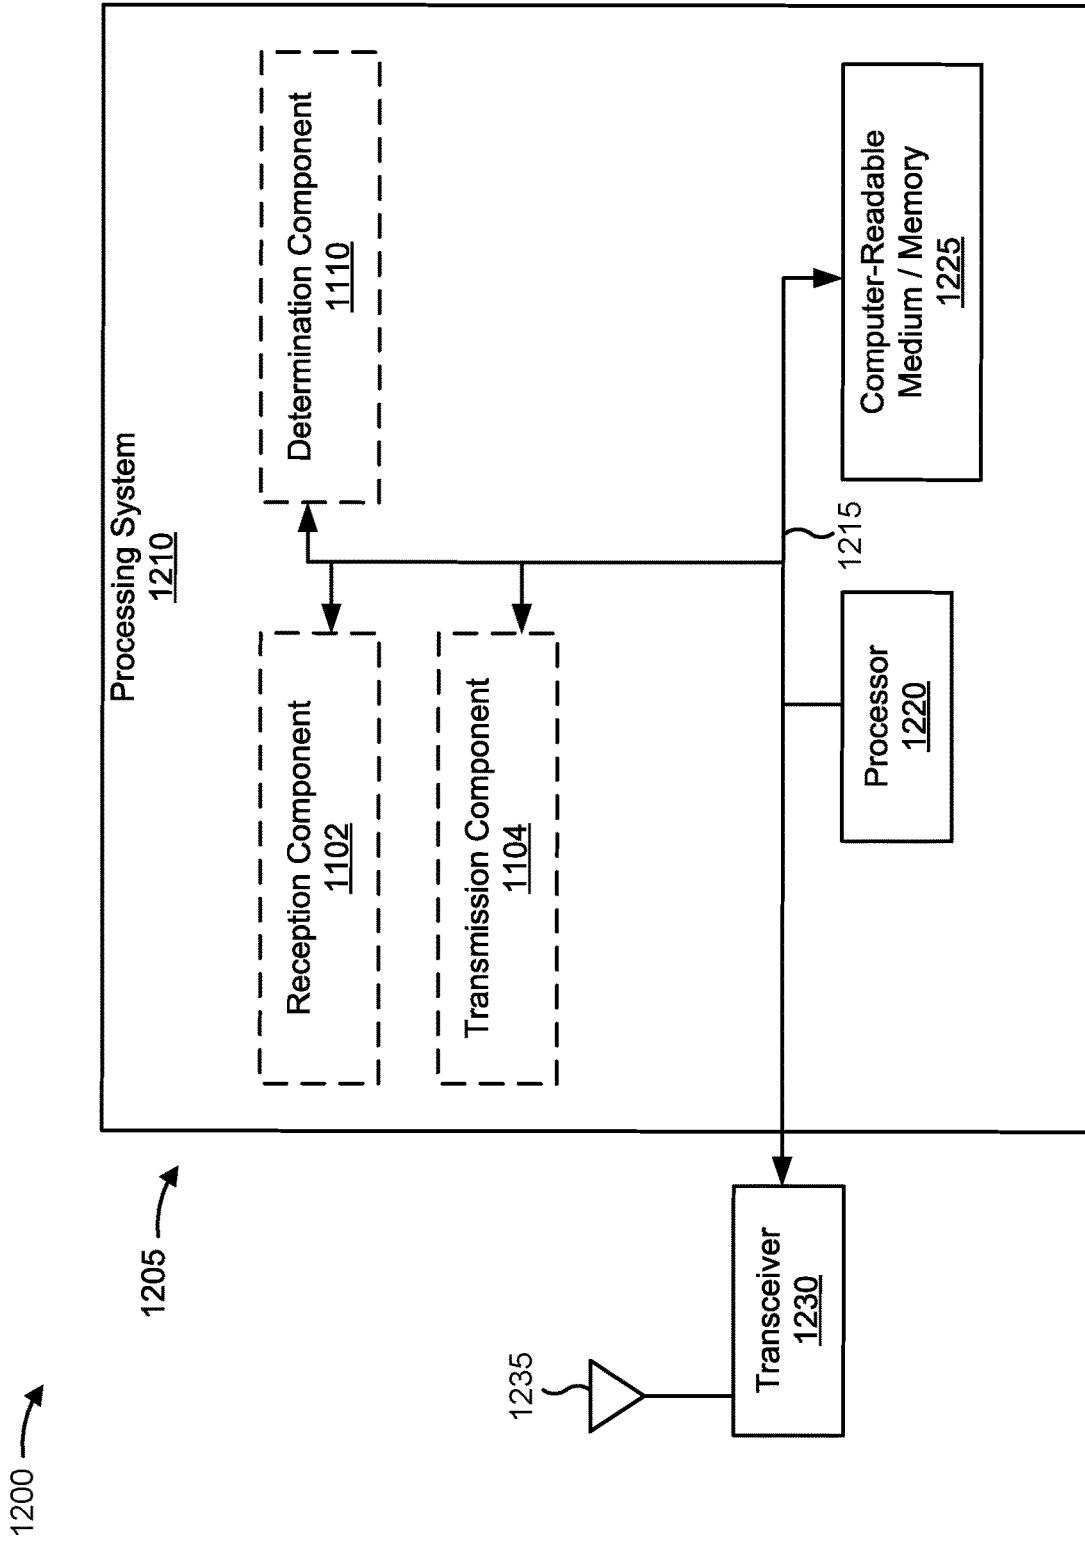 1200
1205
Processing System
1210
Reception Component
1102
Determination Component
1110
Transmission Component
1104
1235
Transceiver
1230
Processor
1220
1215
Computer-Readable
Medium / Memory
1225